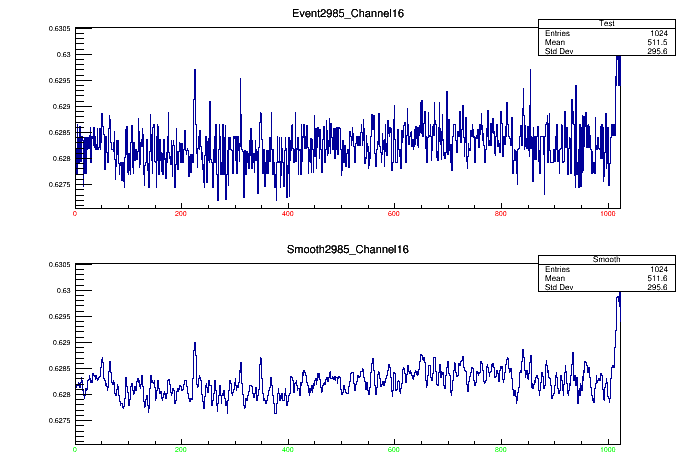 Event2985_Channel16
Test
Entries 1024
Mean 511.5
Std Dev 295.6
0.6305
0.63
0.6295
0.629
0.6285
0.628
0.6275
0 200 400 600 800 1000
Smooth2985_Channel16
Smooth
Entries 1024
Mean 511.6
Std Dev 295.6
0.6305
0.63
0.6295
0.629
0.6285
0.628
0.6275
0 200 400 600 800 1000